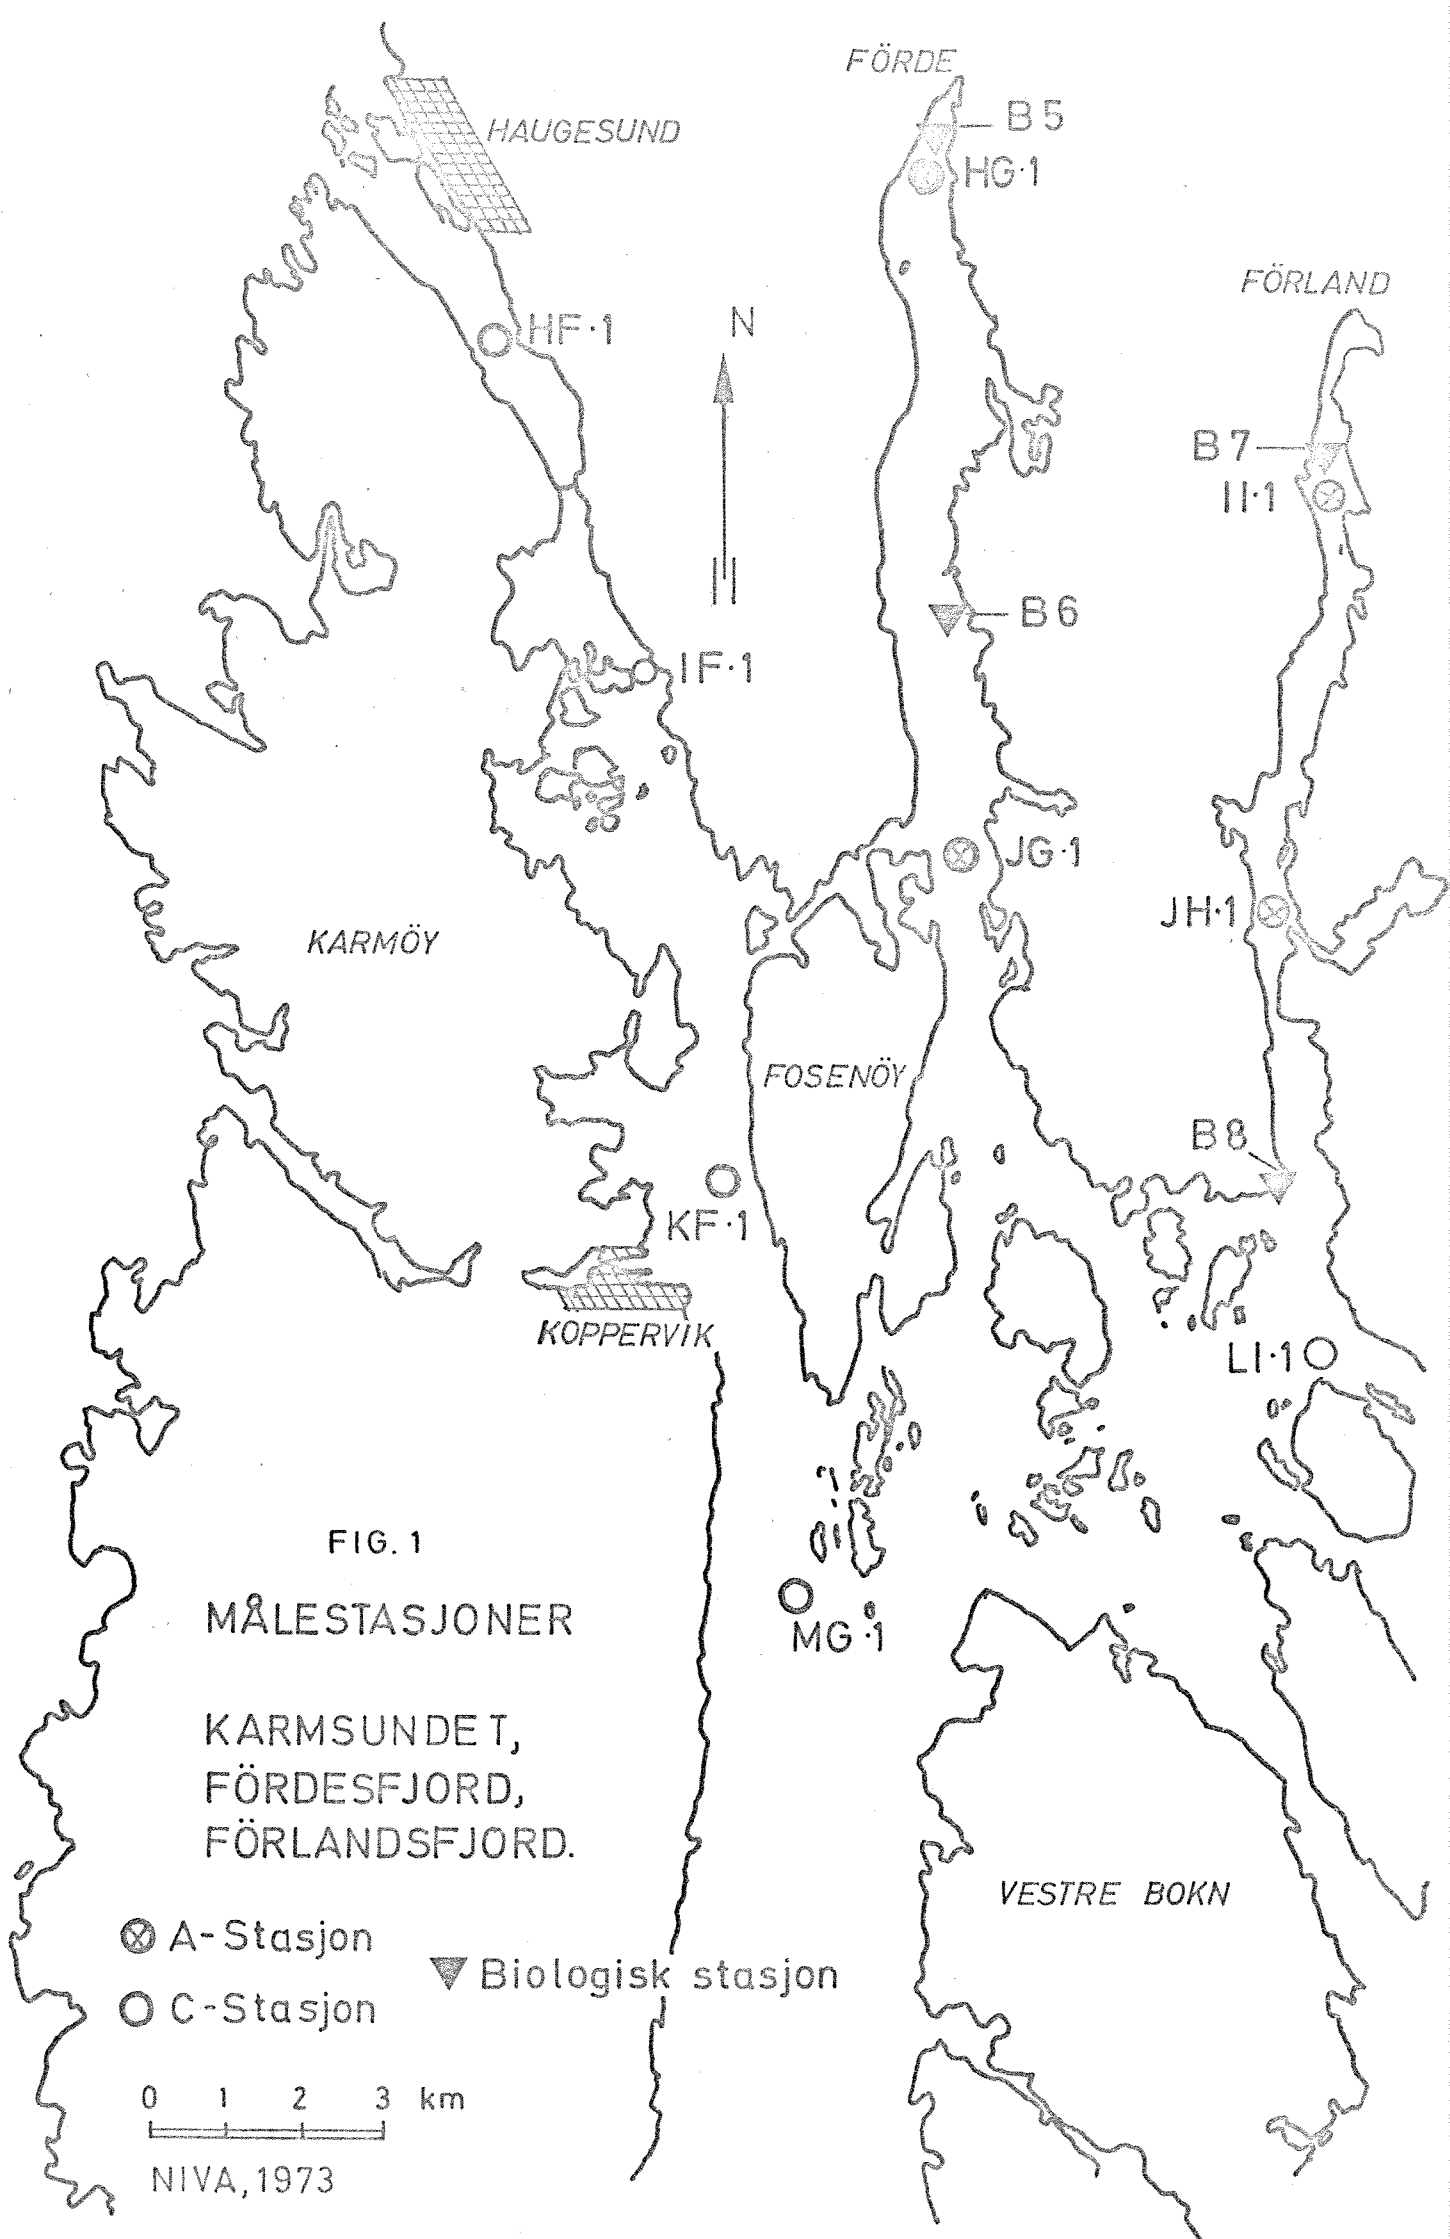 FÖRDE
B5
HAUGESUND
HG·1
FÖRLAND
N
HF·1
B7
II·1
B6
IF·1
JG·1
JH·1
KARMÖY
FOSENÖY
B8
KF·1
KOPPERVIK
LI·1
FIG. 1
MÅLESTASJONER
MG·1
KARMSUNDET,
FÖRDESFJORD,
FÖRLANDSFJORD.
VESTRE BOKN
A-Stasjon
Biologisk stasjon
C-Stasjon
0 1 2 3 km
NIVA, 1973